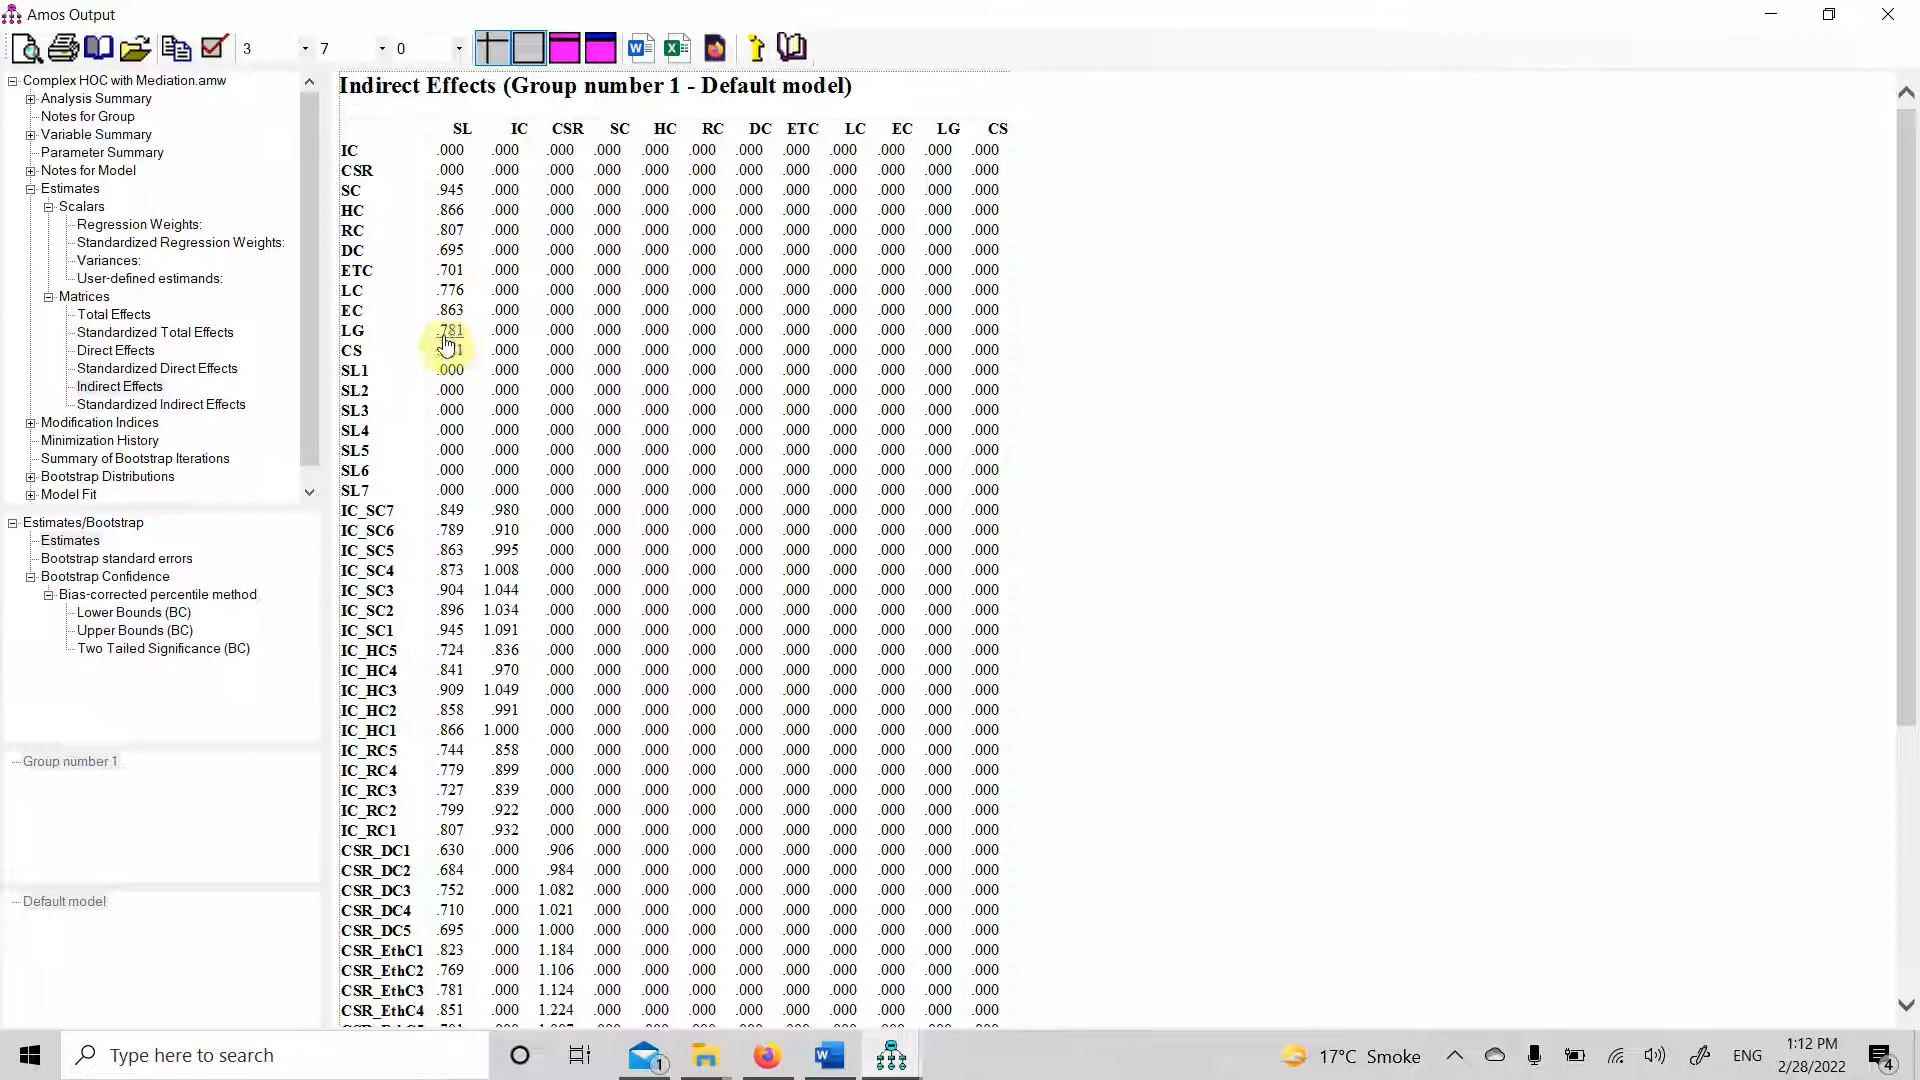 Amos Output
3 7 0
Complex HOC with Mediation.amw
Analysis Summary
Notes for Group
Variable Summary
Parameter Summary
Notes for Model
Estimates
Scalars
Regression Weights:
Standardized Regression Weights:
Variances:
User-defined estimands:
Matrices
Total Effects
Standardized Total Effects
Direct Effects
Standardized Direct Effects
Indirect Effects
Standardized Indirect Effects
Modification Indices
Minimization History
Summary of Bootstrap Iterations
Bootstrap Distributions
Model Fit
Estimates/Bootstrap
Estimates
Bootstrap standard errors
Bootstrap Confidence
Bias-corrected percentile method
Lower Bounds (BC)
Upper Bounds (BC)
Two Tailed Significance (BC)
Group number 1
Default model
Indirect Effects (Group number 1 - Default model)
SL IC CSR SC HC RC DC ETC LC EC LG CS
IC .000 .000 .000 .000 .000 .000 .000 .000 .000 .000 .000 .000
CSR .000 .000 .000 .000 .000 .000 .000 .000 .000 .000 .000 .000
SC .945 .000 .000 .000 .000 .000 .000 .000 .000 .000 .000 .000
HC .866 .000 .000 .000 .000 .000 .000 .000 .000 .000 .000 .000
RC .807 .000 .000 .000 .000 .000 .000 .000 .000 .000 .000 .000
DC .695 .000 .000 .000 .000 .000 .000 .000 .000 .000 .000 .000
ETC .701 .000 .000 .000 .000 .000 .000 .000 .000 .000 .000 .000
LC .776 .000 .000 .000 .000 .000 .000 .000 .000 .000 .000 .000
EC .863 .000 .000 .000 .000 .000 .000 .000 .000 .000 .000 .000
LG .781 .000 .000 .000 .000 .000 .000 .000 .000 .000 .000 .000
CS .000 .000 .000 .000 .000 .000 .000 .000 .000 .000 .000
SL1 .000 .000 .000 .000 .000 .000 .000 .000 .000 .000 .000 .000
SL2 .000 .000 .000 .000 .000 .000 .000 .000 .000 .000 .000 .000
SL3 .000 .000 .000 .000 .000 .000 .000 .000 .000 .000 .000 .000
SL4 .000 .000 .000 .000 .000 .000 .000 .000 .000 .000 .000 .000
SL5 .000 .000 .000 .000 .000 .000 .000 .000 .000 .000 .000 .000
SL6 .000 .000 .000 .000 .000 .000 .000 .000 .000 .000 .000 .000
SL7 .000 .000 .000 .000 .000 .000 .000 .000 .000 .000 .000 .000
IC_SC7 .849 .980 .000 .000 .000 .000 .000 .000 .000 .000 .000 .000
IC_SC6 .789 .910 .000 .000 .000 .000 .000 .000 .000 .000 .000 .000
IC_SC5 .863 .995 .000 .000 .000 .000 .000 .000 .000 .000 .000 .000
IC_SC4 .873 1.008 .000 .000 .000 .000 .000 .000 .000 .000 .000 .000
IC_SC3 .904 1.044 .000 .000 .000 .000 .000 .000 .000 .000 .000 .000
IC_SC2 .896 1.034 .000 .000 .000 .000 .000 .000 .000 .000 .000 .000
IC_SC1 .945 1.091 .000 .000 .000 .000 .000 .000 .000 .000 .000 .000
IC_HC5 .724 .836 .000 .000 .000 .000 .000 .000 .000 .000 .000 .000
IC_HC4 .841 .970 .000 .000 .000 .000 .000 .000 .000 .000 .000 .000
IC_HC3 .909 1.049 .000 .000 .000 .000 .000 .000 .000 .000 .000 .000
IC_HC2 .858 .991 .000 .000 .000 .000 .000 .000 .000 .000 .000 .000
IC_HC1 .866 1.000 .000 .000 .000 .000 .000 .000 .000 .000 .000 .000
IC_RC5 .744 .858 .000 .000 .000 .000 .000 .000 .000 .000 .000 .000
IC_RC4 .779 .899 .000 .000 .000 .000 .000 .000 .000 .000 .000 .000
IC_RC3 .727 .839 .000 .000 .000 .000 .000 .000 .000 .000 .000 .000
IC_RC2 .799 .922 .000 .000 .000 .000 .000 .000 .000 .000 .000 .000
IC_RC1 .807 .932 .000 .000 .000 .000 .000 .000 .000 .000 .000 .000
CSR_DC1 .630 .000 .906 .000 .000 .000 .000 .000 .000 .000 .000 .000
CSR_DC2 .684 .000 .984 .000 .000 .000 .000 .000 .000 .000 .000 .000
CSR_DC3 .752 .000 1.082 .000 .000 .000 .000 .000 .000 .000 .000 .000
CSR_DC4 .710 .000 1.021 .000 .000 .000 .000 .000 .000 .000 .000 .000
CSR_DC5 .695 .000 1.000 .000 .000 .000 .000 .000 .000 .000 .000 .000
CSR_EthC1 .823 .000 1.184 .000 .000 .000 .000 .000 .000 .000 .000 .000
CSR_EthC2 .769 .000 1.106 .000 .000 .000 .000 .000 .000 .000 .000 .000
CSR_EthC3 .781 .000 1.124 .000 .000 .000 .000 .000 .000 .000 .000 .000
CSR_EthC4 .851 .000 1.224 .000 .000 .000 .000 .000 .000 .000 .000 .000
Type here to search
1
17°C Smoke
ENG
1:12 PM
2/28/2022
4